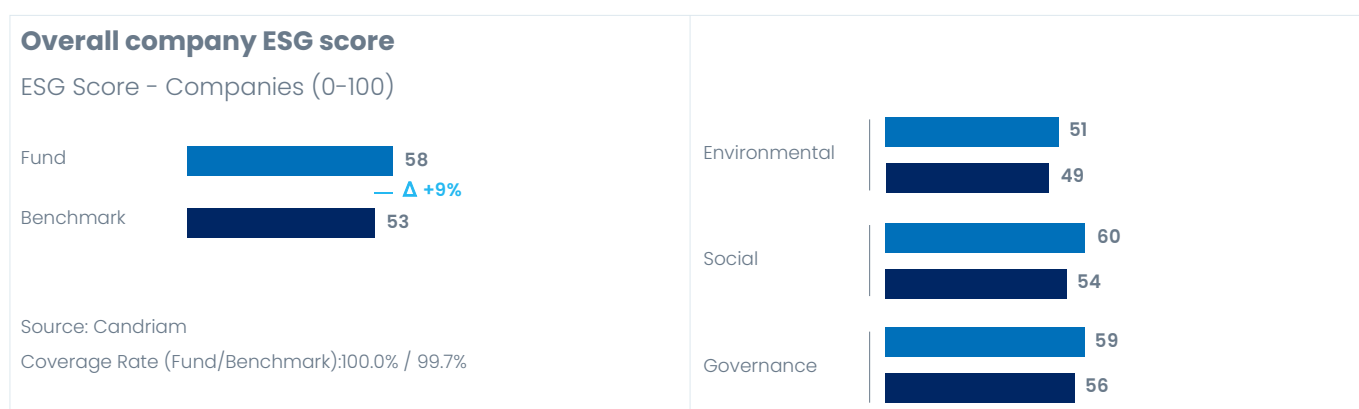 Overall company ESG score
ESG Score - Companies (0-100)
Fund
58
Δ +9%
Benchmark
53
Source: Candriam
Coverage Rate (Fund/Benchmark):100.0% / 99.7%
Environmental
51
49
Social
60
54
Governance
59
56